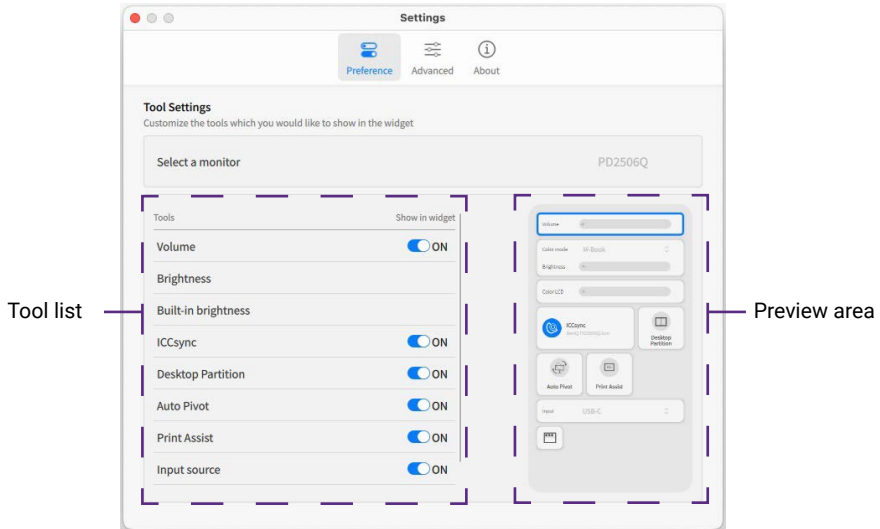 Settings
Preference Advanced About
Tool Settings
Customize the tools which you would like to show in the widget
Select a monitor PD2506Q
Tools Show in widget
Volume ON
Brightness
Built-in brightness
ICCsync ON
Desktop Partition ON
Auto Pivot ON
Print Assist ON
Input source ON
Tool list
Volume
Color mode M-Book
Brightness
Color LCD
ICCsync
Desktop
Partition
Auto Pivot Print Assist
Input USB-C
Preview area